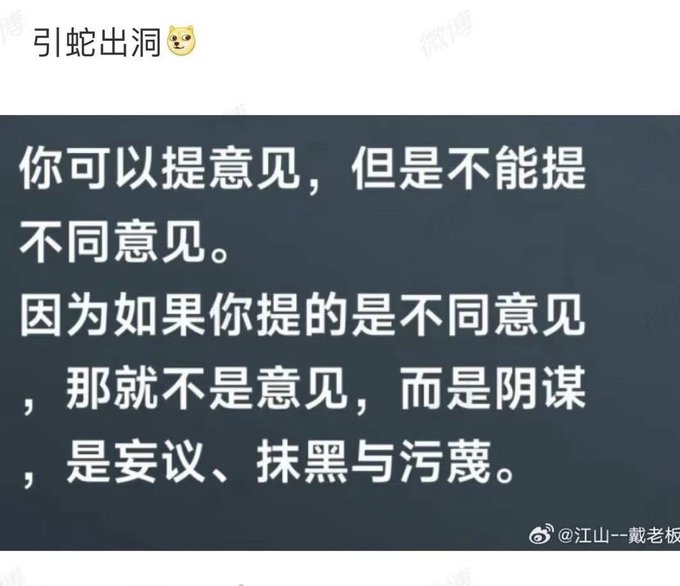 引蛇出洞
你可以提意见，但是不能提
不同意见。
因为如果你提的是不同意见
，那就不是意见，而是阴谋
，是妄议、抹黑与污蔑。
@江山--戴老板
微博